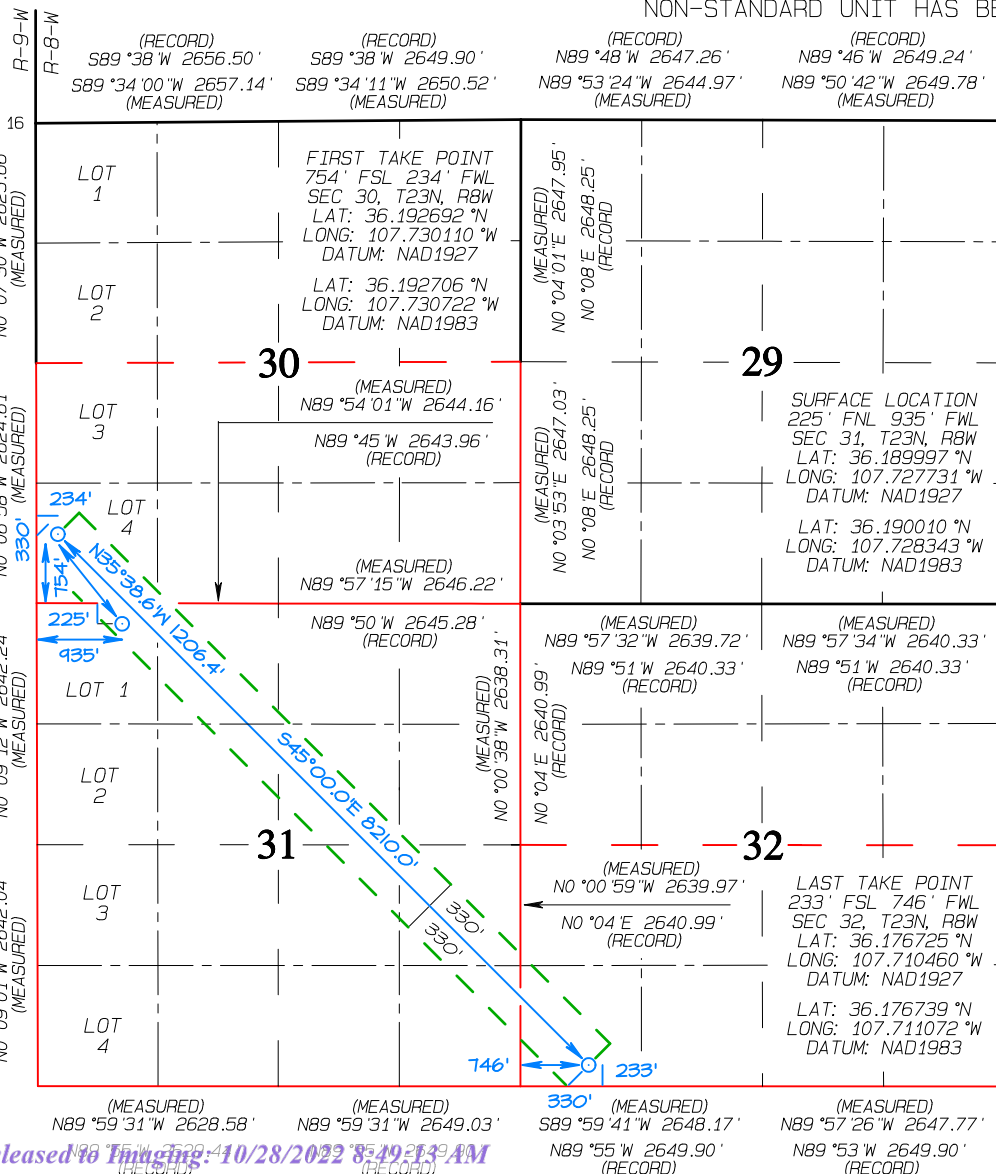 NON-STANDARD UNIT HAS BE
R-9-W
R-8-W
(RECORD)
S89°38'W 2656.50'
S89°34'00"W 2657.14'
(MEASURED)
(RECORD)
S89°38'W 2649.90'
S89°34'11"W 2650.52'
(MEASURED)
(RECORD)
N89°48'W 2647.26'
N89°53'24"W 2644.97'
(MEASURED)
(RECORD)
N89°46'W 2649.24'
N89°50'42"W 2649.78'
(MEASURED)
16
(MEASURED)
LOT
1
FIRST TAKE POINT
754' FSL 234' FWL
SEC 30, T23N, R8W
LAT: 36.192692°N
LONG: 107.730110°W
DATUM: NAD1927
LAT: 36.192706°N
LONG: 107.730722°W
DATUM: NAD1983
(MEASURED)
N0°04'01"E 2647.95'
N0°08'E 2648.25'
(RECORD
LOT
2
30
29
LOT
3
(MEASURED)
N89°54'01"W 2644.16'
N89°45'W 2643.96'
(RECORD)
(MEASURED)
N0°03'53"E 2647.03'
N0°08'E 2648.25'
(RECORD
SURFACE LOCATION
225' FNL 935' FWL
SEC 31, T23N, R8W
LAT: 36.189997°N
LONG: 107.727731°W
DATUM: NAD1927
LAT: 36.190010°N
LONG: 107.728343°W
DATUM: NAD1983
(MEASURED)
234'
LOT
4
330'
754'
N35°38.6'W 1206.4'
(MEASURED)
N89°57'15"W 2646.22'
N89°50'W 2645.28'
(RECORD)
225'
935'
(MEASURED)
N89°57'32"W 2639.72'
N89°51'W 2640.33'
(RECORD)
(MEASURED)
N89°57'34"W 2640.33'
N89°51'W 2640.33'
(RECORD)
(MEASURED)
LOT 1
(MEASURED)
N0°00'38"W 2638.31'
N0°04'E 2640.99'
(RECORD)
LOT
2
S45°00.0'E 8210.0'
31
32
LOT
3
330'
330'
(MEASURED)
N0°00'59"W 2639.97'
N0°04'E 2640.99'
(RECORD)
LAST TAKE POINT
233' FSL 746' FWL
SEC 32, T23N, R8W
LAT: 36.176725°N
LONG: 107.710460°W
DATUM: NAD1927
LAT: 36.176739°N
LONG: 107.711072°W
DATUM: NAD1983
(MEASURED)
LOT
4
746'
233'
330'
(MEASURED)
N89°59'31"W 2628.58'
(RECORD)
(MEASURED)
N89°59'31"W 2649.03'
(RECORD)
(MEASURED)
S89°59'41"W 2648.17'
N89°55'W 2649.90'
(RECORD)
(MEASURED)
N89°57'26"W 2647.77'
N89°53'W 2649.90'
(RECORD)
eleased to Imaging: 10/28/2022 8:49:13 AM